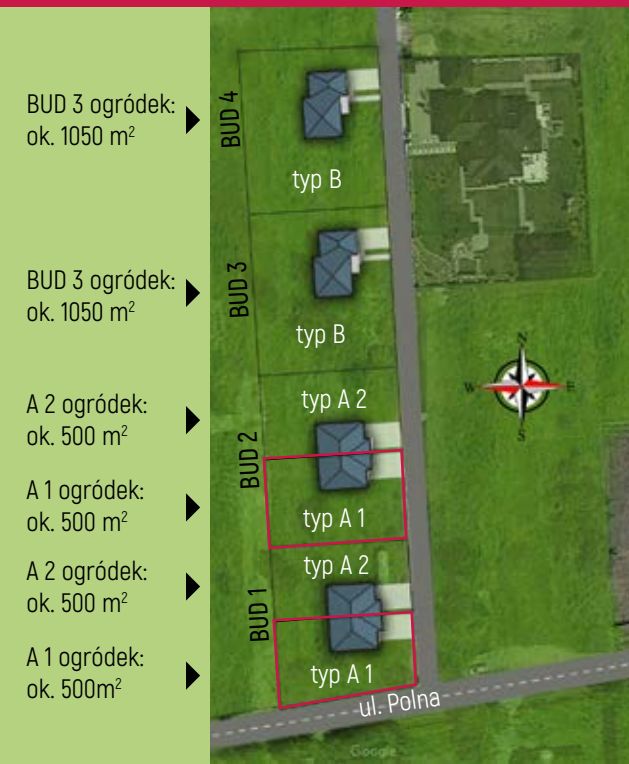 BUD 3 ogródek:
ok. 1050 m²
BUD 3 ogródek:
ok. 1050 m²
A 2 ogródek:
ok. 500 m²
A 1 ogródek:
ok. 500 m²
A 2 ogródek:
ok. 500 m²
A 1 ogródek:
ok. 500m²
BUD 4
typ B
BUD 3
typ B
BUD 2
typ A 2
typ A 1
BUD 1
typ A 2
typ A 1
ul. Polna
N
W
E
S
Google